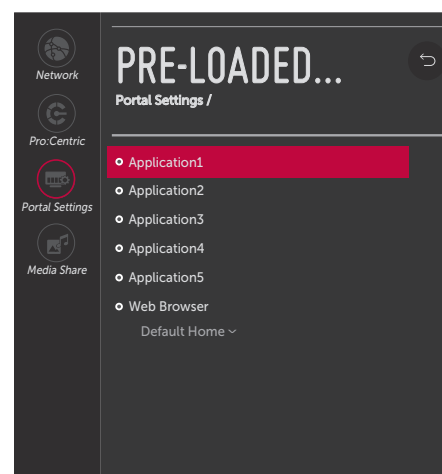 Network
Pro:Centric
Portal Settings
Media Share
PRE-LOADED...
Portal Settings /
Application1
Application2
Application3
Application4
Application5
Web Browser
Default Home